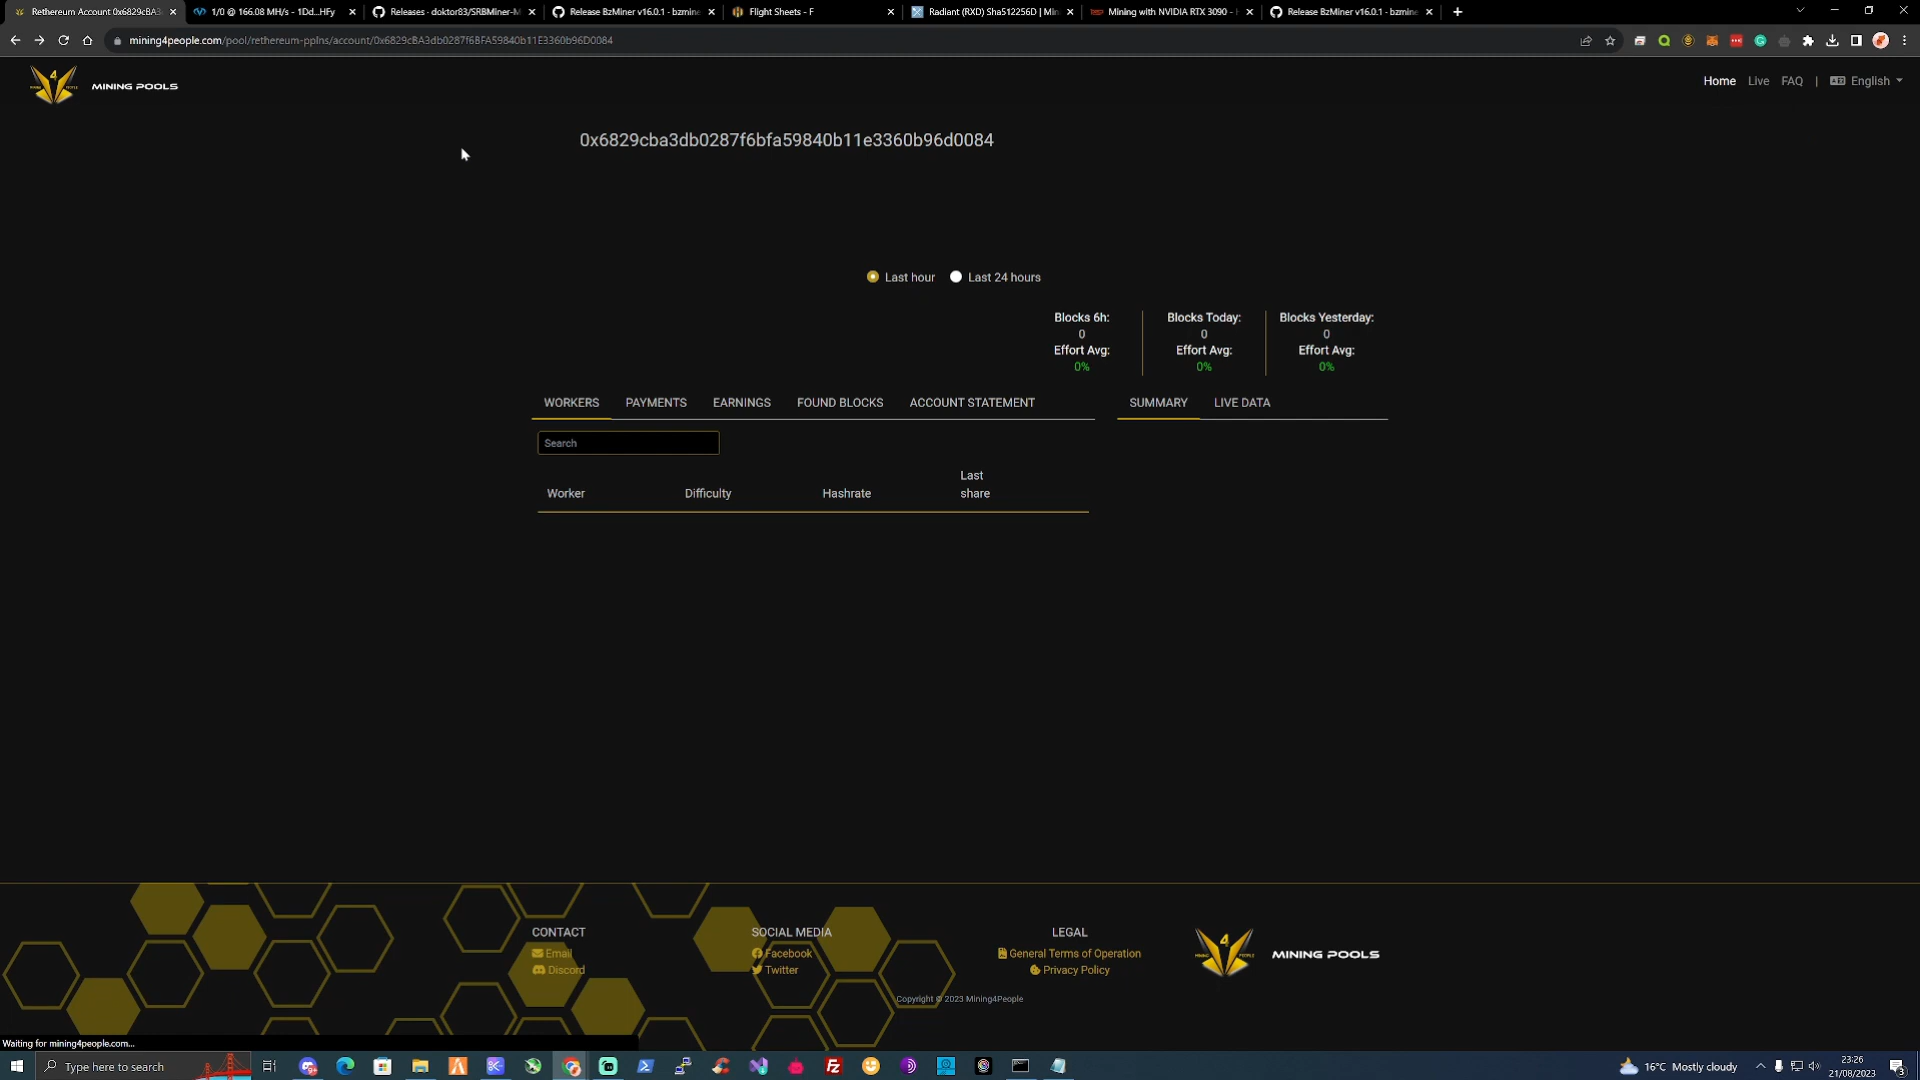 Rethereum Account 0x6829cBA3
1/0 @ 166.08 MH/s - 1Dd...HFy
Releases · doktor83/SRBMiner-M
Release BzMiner v16.0.1 · bzmine
Flight Sheets - F
Radiant (RXD) Sha512256D | Min
Mining with NVIDIA RTX 3090 - H
Release BzMiner v16.0.1 · bzmine
mining4people.com/pool/rethereum-pplns/account/0x6829cBA3db0287f6BFA59840b11E3360b96D0084
MINING POOLS
Home
Live
FAQ
|
English
0x6829cba3db0287f6bfa59840b11e3360b96d0084
Last hour
Last 24 hours
Blocks 6h:
0
Effort Avg:
0%
Blocks Today:
0
Effort Avg:
0%
Blocks Yesterday:
0
Effort Avg:
0%
WORKERS
PAYMENTS
EARNINGS
FOUND BLOCKS
ACCOUNT STATEMENT
SUMMARY
LIVE DATA
Search
Worker
Difficulty
Hashrate
Last
share
CONTACT
Email
Discord
SOCIAL MEDIA
Facebook
Twitter
LEGAL
General Terms of Operation
Privacy Policy
MINING POOLS
Copyright © 2023 Mining4People
Waiting for mining4people.com...
Type here to search
16°C Mostly cloudy
23:26
21/08/2023